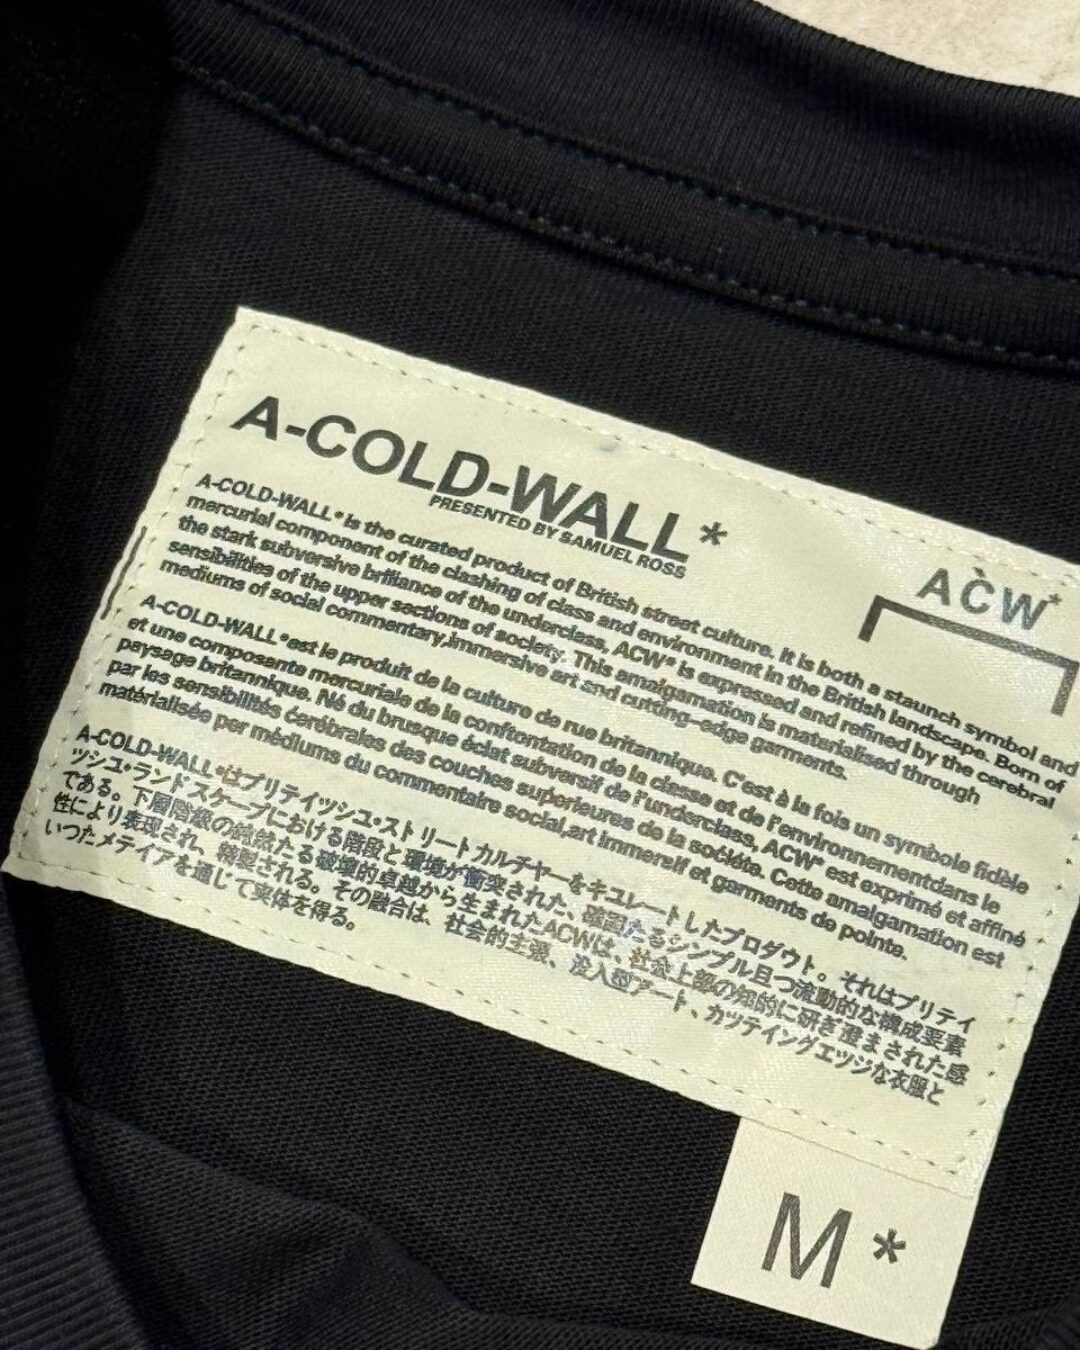 A-COLD-WALL*
PRESENTED BY SAMUEL ROSS
ACW*
A-COLD-WALL* is the curated product of British street culture. It is both a staunch symbol and
mercurial component of the clashing of class and environment in the British landscape. Born of
the stark subversive brilliance of the underclass, ACW* is expressed and refined by the cerebral
sensibilities of the upper sections of society. This amalgamation is materialised through
mediums of social commentary,immersive art and cutting-edge garments.
A-COLD-WALL*est le produit de la culture de rue britannique. C'est à la fois un symbole fidèle
et une composante mercuriale de la confrontation de la classe et de l'environnementdans le
paysage britannique. Né du brusque éclat subversif de l'underclass, ACW* est exprimé et affiné
par les sensibilités cérébrales des couches superieures de la sociéte. Cette amalgamation est
matérialisée per médiums du commentaire social,art immersif et garments de pointe.
A-COLD-WALL*はブリティッシュ・ストリートカルチャーをキュレートしたプロダウト。それはブリティ
ツシュ・ランドスケープにおける階段と環境が衝突された、確固たるシンプル且つ流動的な構成要素
である。下層階級の純然たる破壊的卓越から生まれたACWは、社会上部の知的に研ぎ澄まされた感
性により表現され、精製される。その融合は、社会的主張、没入型アート、カツティングエッジな衣服と
いつたメティアを通じて実体を得る。
M*